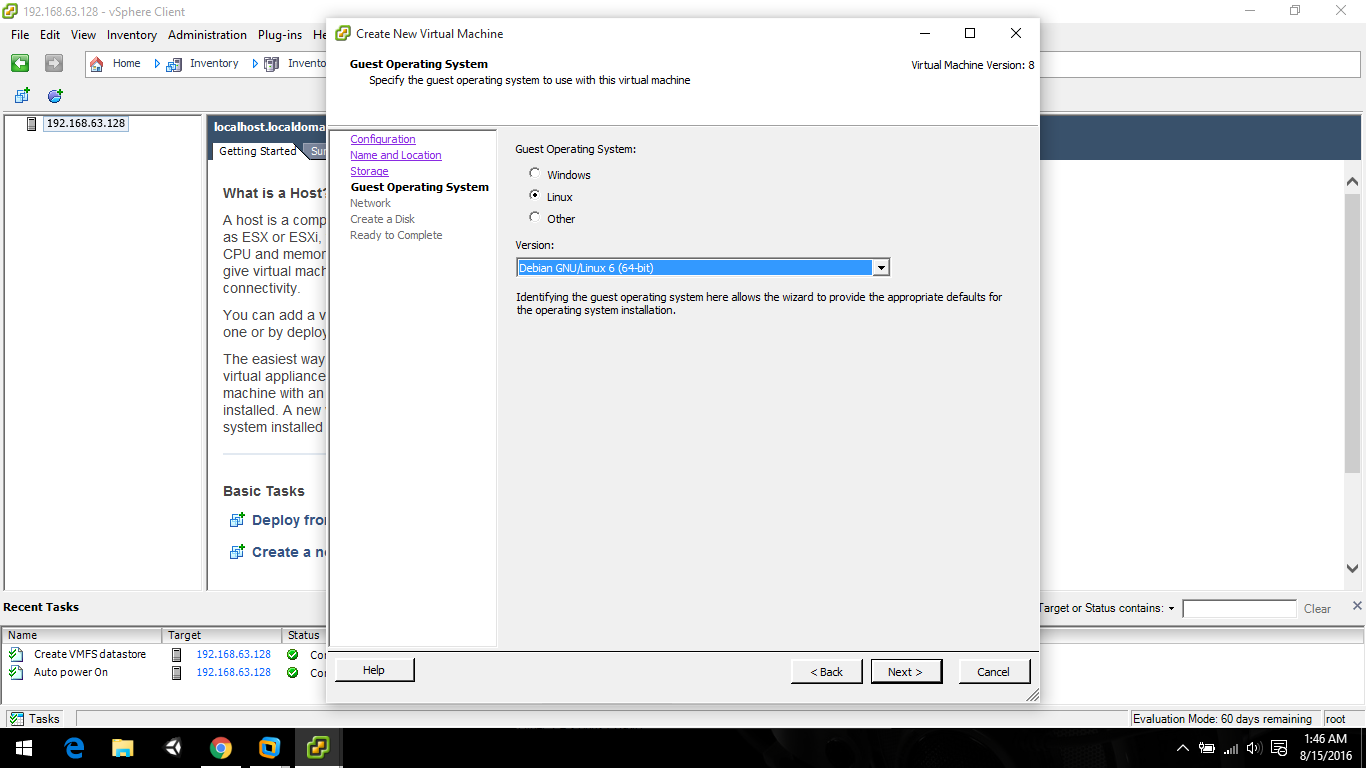 192.168.63.128 - vSphere Client
File Edit View Inventory Administration Plug-ins He
Home Inventory Invento
192.168.63.128
localhost.localdoma
Getting Started Sur
What is a Host?
A host is a comp
as ESX or ESXi,
CPU and memor
give virtual mach
connectivity.
You can add a v
one or by deploy
The easiest way
virtual appliance
machine with an
installed. A new
system installed
Basic Tasks
Deploy from
Create a ne
Create New Virtual Machine
Guest Operating System
Specify the guest operating system to use with this virtual machine
Virtual Machine Version: 8
Configuration
Name and Location
Storage
Guest Operating System
Network
Create a Disk
Ready to Complete
Guest Operating System:
Windows
Linux
Other
Version:
Debian GNU/Linux 6 (64-bit)
Identifying the guest operating system here allows the wizard to provide the appropriate defaults for
the operating system installation.
Help < Back Next > Cancel
Recent Tasks
Target or Status contains: Clear
Name Target Status
Create VMFS datastore 192.168.63.128 Cor
Auto power On 192.168.63.128 Cor
Tasks Evaluation Mode: 60 days remaining root
1:46 AM
8/15/2016